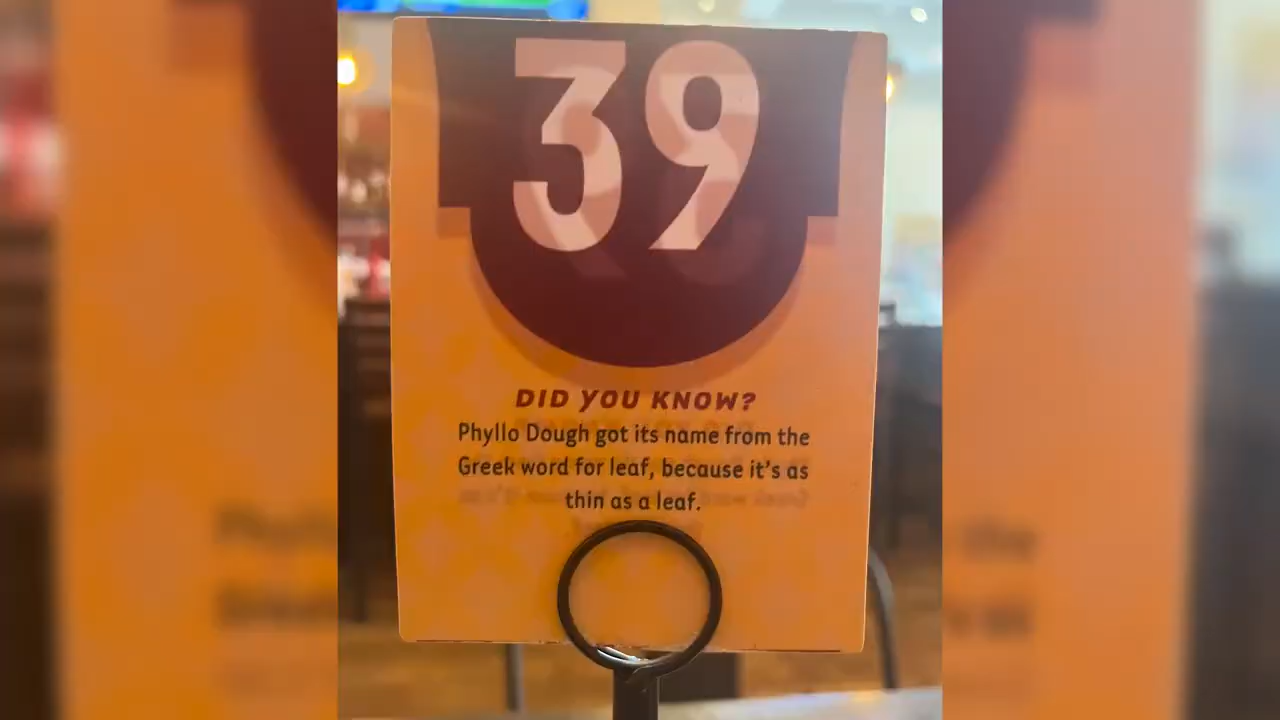 39
DID YOU KNOW?
Phyllo Dough got its name from the
Greek word for leaf, because it's as
thin as a leaf.